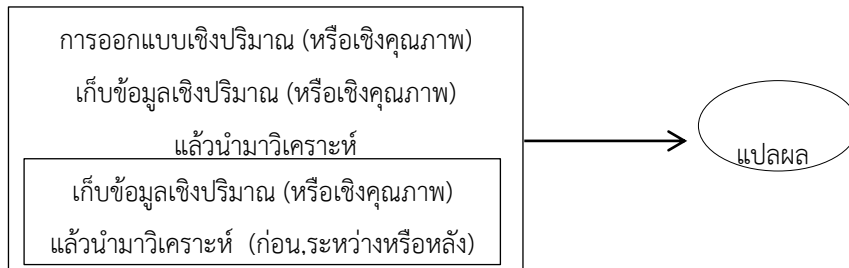 การออกแบบเชิงปริมาณ (หรือเชิงคุณภาพ)
เก็บข้อมูลเชิงปริมาณ (หรือเชิงคุณภาพ)
แล้วนำมาวิเคราะห์
เก็บข้อมูลเชิงปริมาณ (หรือเชิงคุณภาพ)
แล้วนำมาวิเคราะห์ (ก่อน,ระหว่างหรือหลัง)
แปลผล